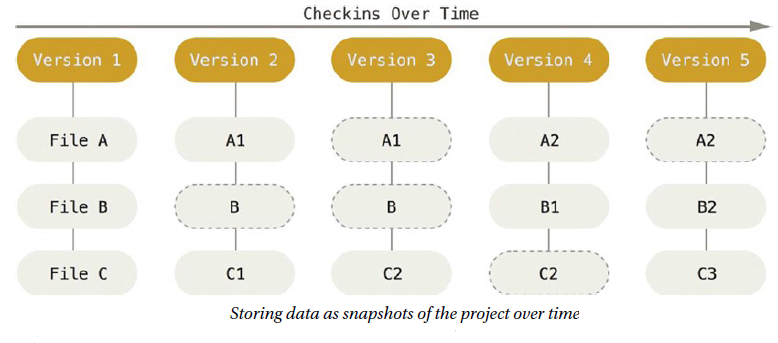 Checkins Over Time
Version 1 Version 2 Version 3 Version 4 Version 5
File A A1 A1 A2 A2
File B B B B1 B2
File C C1 C2 C2 C3
Storing data as snapshots of the project over time